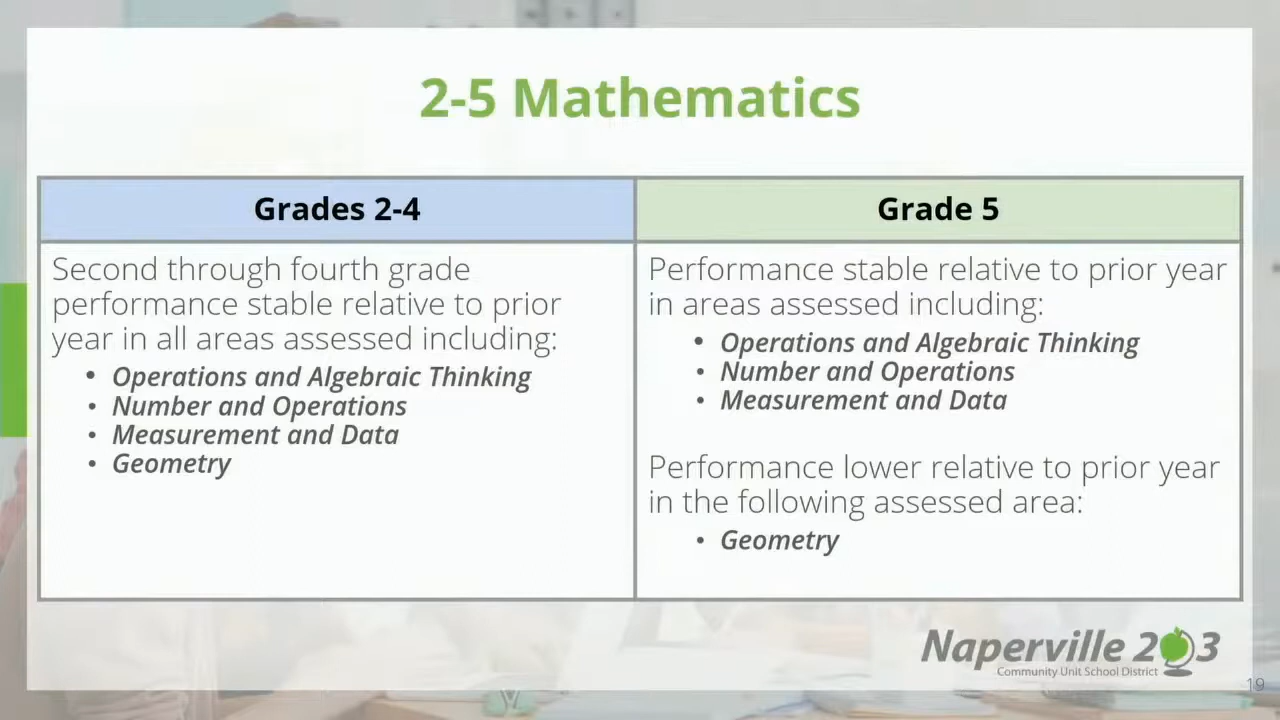 2-5 Mathematics
Grades 2-4
Second through fourth grade
performance stable relative to prior
year in all areas assessed including:
• Operations and Algebraic Thinking
• Number and Operations
• Measurement and Data
• Geometry
Grade 5
Performance stable relative to prior year
in areas assessed including:
• Operations and Algebraic Thinking
• Number and Operations
• Measurement and Data
Performance lower relative to prior year
in the following assessed area:
• Geometry
Naperville 203
Community Unit School District
19